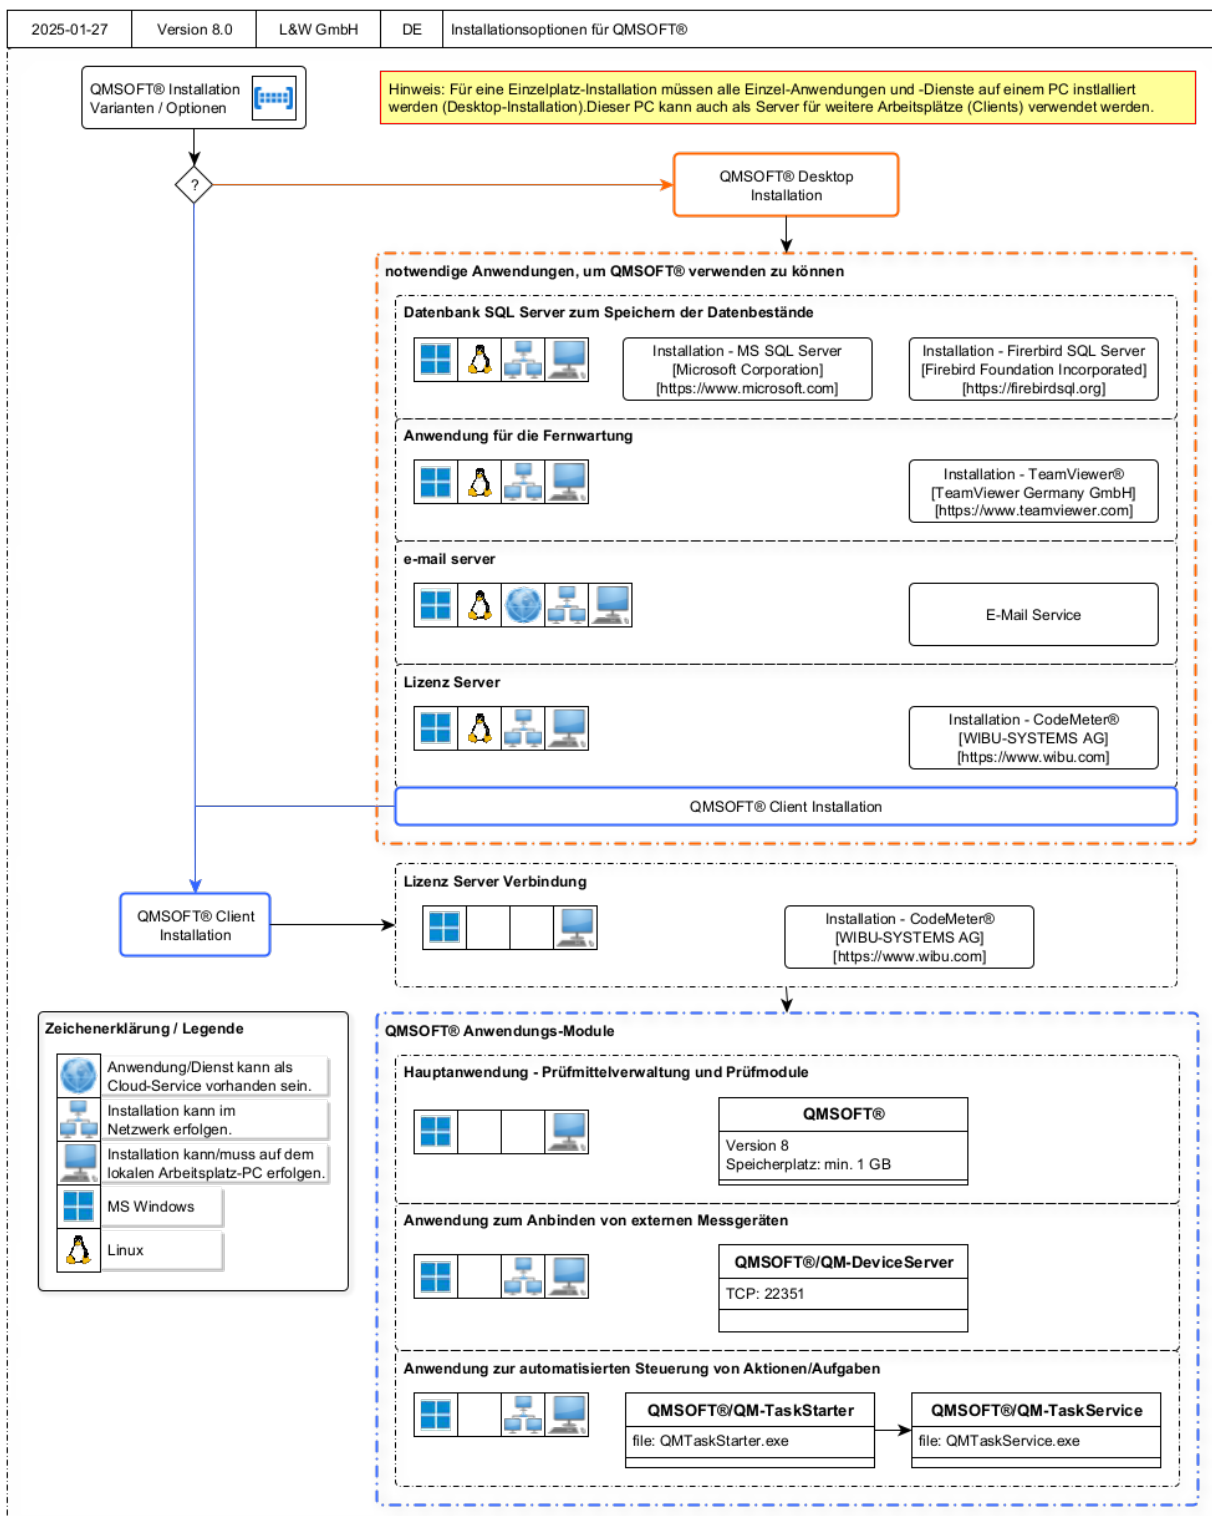 2025-01-27 Version 8.0 L&W GmbH DE Installationsoptionen für QMSOFT®
QMSOFT® Installation
Varianten / Optionen
Hinweis: Für eine Einzelplatz-Installation müssen alle Einzel-Anwendungen und -Dienste auf einem PC instlalliert
werden (Desktop-Installation).Dieser PC kann auch als Server für weitere Arbeitsplätze (Clients) verwendet werden.
?
QMSOFT® Desktop
Installation
notwendige Anwendungen, um QMSOFT® verwenden zu können
Datenbank SQL Server zum Speichern der Datenbestände
Installation - MS SQL Server
[Microsoft Corporation]
[https://www.microsoft.com]
Installation - Firerbird SQL Server
[Firebird Foundation Incorporated]
[https://firebirdsql.org]
Anwendung für die Fernwartung
Installation - TeamViewer®
[TeamViewer Germany GmbH]
[https://www.teamviewer.com]
e-mail server
E-Mail Service
Lizenz Server
Installation - CodeMeter®
[WIBU-SYSTEMS AG]
[https://www.wibu.com]
QMSOFT® Client Installation
QMSOFT® Client
Installation
Lizenz Server Verbindung
Installation - CodeMeter®
[WIBU-SYSTEMS AG]
[https://www.wibu.com]
Zeichenerklärung / Legende
Anwendung/Dienst kann als
Cloud-Service vorhanden sein.
Installation kann im
Netzwerk erfolgen.
Installation kann/muss auf dem
lokalen Arbeitsplatz-PC erfolgen.
MS Windows
Linux
QMSOFT® Anwendungs-Module
Hauptanwendung - Prüfmittelverwaltung und Prüfmodule
QMSOFT®
Version 8
Speicherplatz: min. 1 GB
Anwendung zum Anbinden von externen Messgeräten
QMSOFT®/QM-DeviceServer
TCP: 22351
Anwendung zur automatisierten Steuerung von Aktionen/Aufgaben
QMSOFT®/QM-TaskStarter
file: QMTaskStarter.exe
QMSOFT®/QM-TaskService
file: QMTaskService.exe